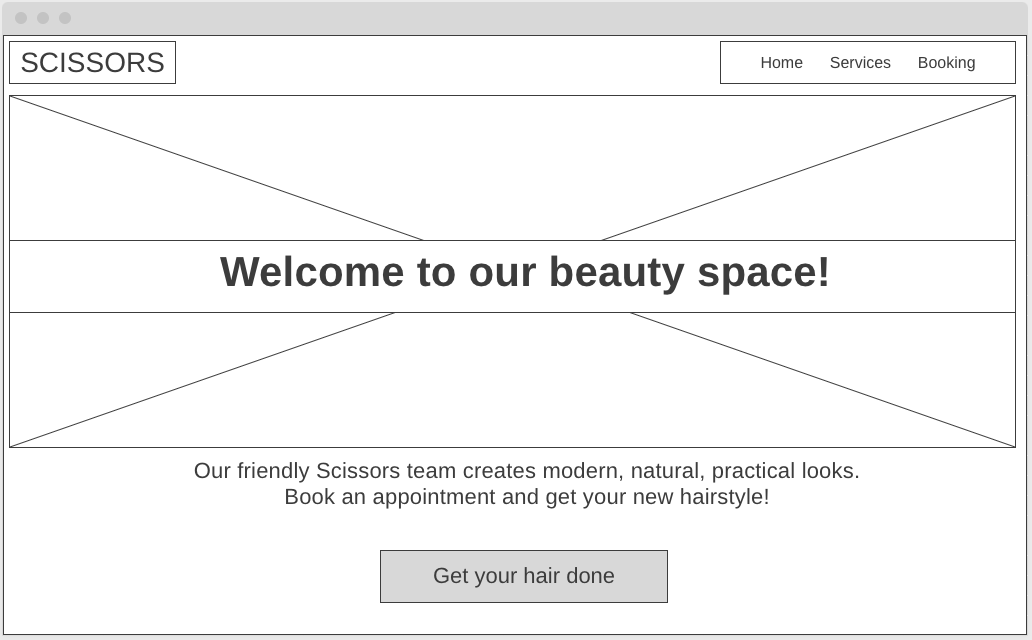 SCISSORS
Home Services Booking
Welcome to our beauty space!
Our friendly Scissors team creates modern, natural, practical looks.
Book an appointment and get your new hairstyle!
Get your hair done